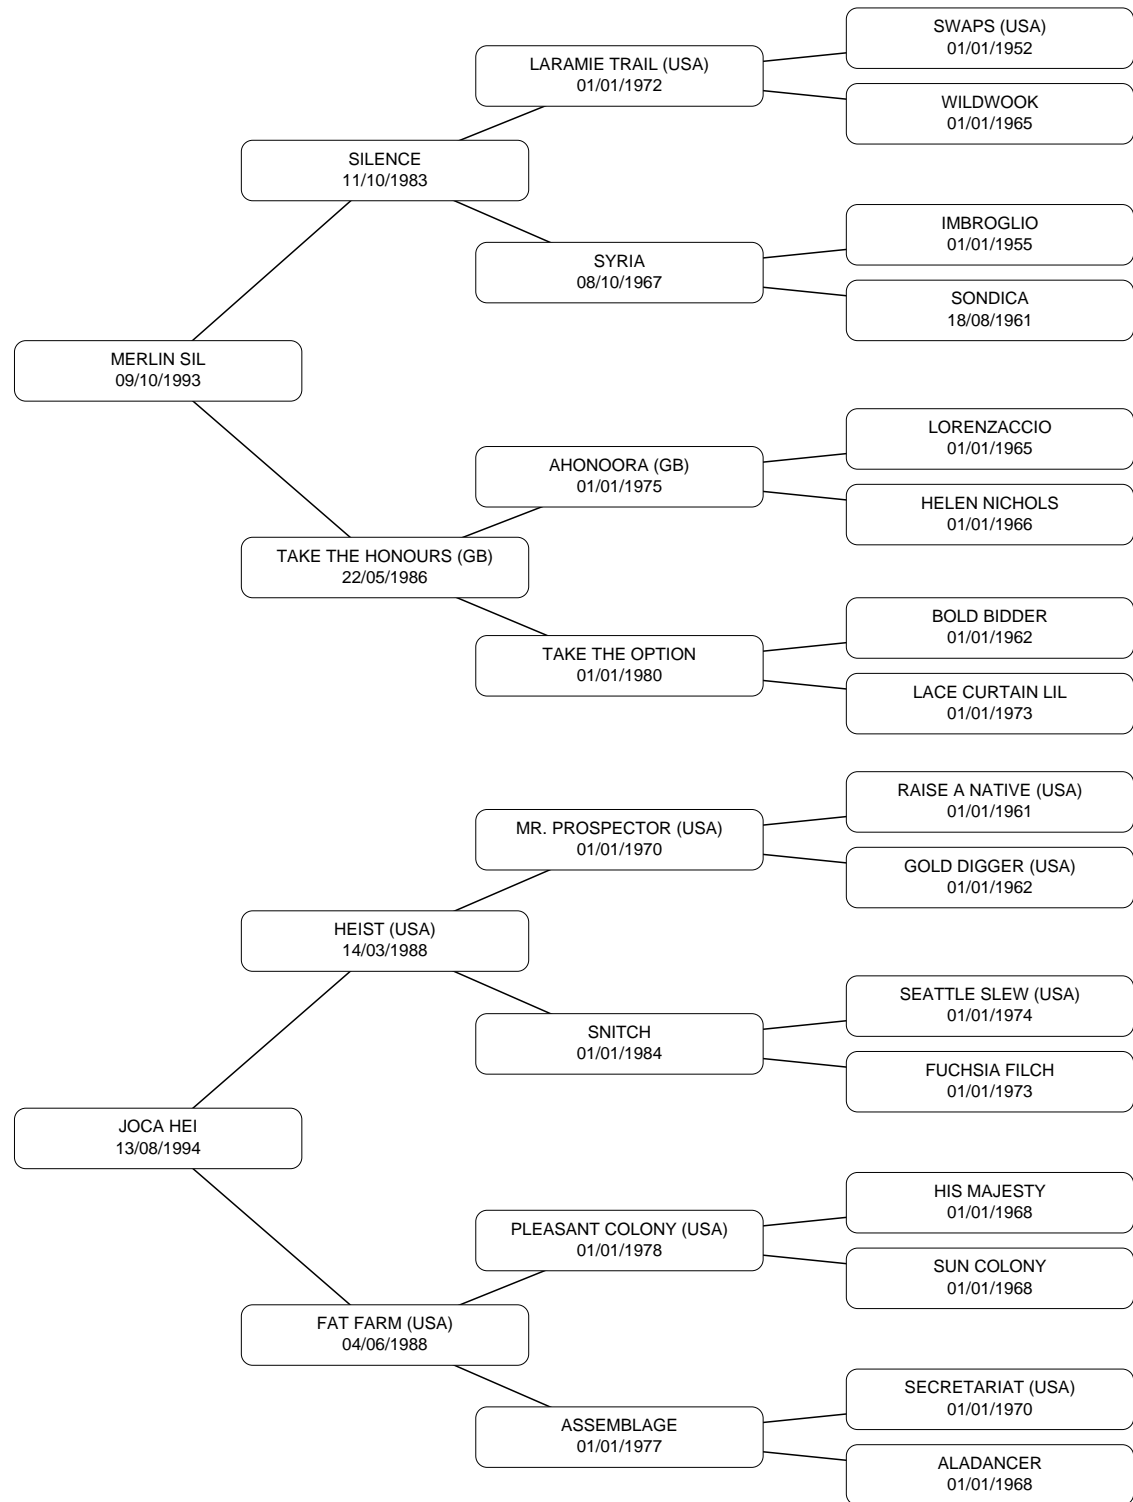 SWAPS (USA)
01/01/1952
LARAMIE TRAIL (USA)
01/01/1972
WILDWOOK
01/01/1965
SILENCE
11/10/1983
IMBROGLIO
01/01/1955
SYRIA
08/10/1967
SONDICA
18/08/1961
MERLIN SIL
09/10/1993
LORENZACCIO
01/01/1965
AHONOORA (GB)
01/01/1975
HELEN NICHOLS
01/01/1966
TAKE THE HONOURS (GB)
22/05/1986
BOLD BIDDER
01/01/1962
TAKE THE OPTION
01/01/1980
LACE CURTAIN LIL
01/01/1973
RAISE A NATIVE (USA)
01/01/1961
MR. PROSPECTOR (USA)
01/01/1970
GOLD DIGGER (USA)
01/01/1962
HEIST (USA)
14/03/1988
SEATTLE SLEW (USA)
01/01/1974
SNITCH
01/01/1984
FUCHSIA FILCH
01/01/1973
JOCA HEI
13/08/1994
HIS MAJESTY
01/01/1968
PLEASANT COLONY (USA)
01/01/1978
SUN COLONY
01/01/1968
FAT FARM (USA)
04/06/1988
SECRETARIAT (USA)
01/01/1970
ASSEMBLAGE
01/01/1977
ALADANCER
01/01/1968